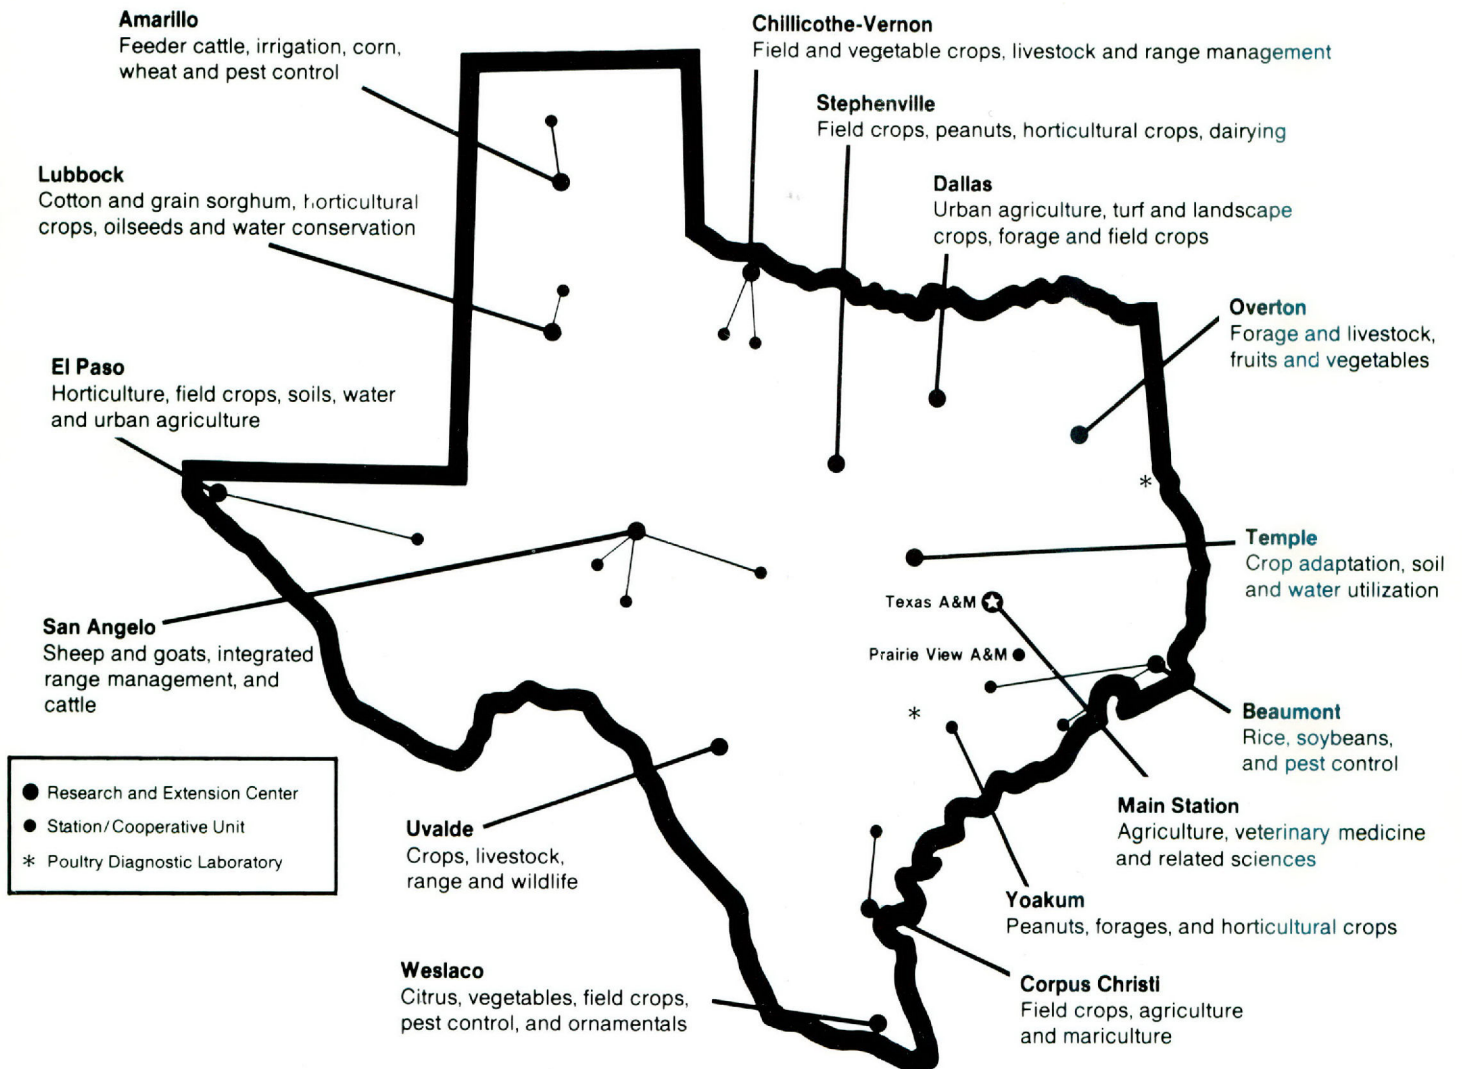 Amarillo
Feeder cattle, irrigation, corn,
wheat and pest control
Chillicothe-Vernon
Field and vegetable crops, livestock and range management
Stephenville
Field crops, peanuts, horticultural crops, dairying
Lubbock
Cotton and grain sorghum, horticultural
crops, oilseeds and water conservation
Dallas
Urban agriculture, turf and landscape
crops, forage and field crops
Overton
Forage and livestock,
fruits and vegetables
El Paso
Horticulture, field crops, soils, water
and urban agriculture
*
Temple
Crop adaptation, soil
and water utilization
Texas A&M
San Angelo
Sheep and goats, integrated
range management, and
cattle
Prairie View A&M
*
Beaumont
Rice, soybeans,
and pest control
Research and Extension Center
Station/Cooperative Unit
* Poultry Diagnostic Laboratory
Main Station
Agriculture, veterinary medicine
and related sciences
Uvalde
Crops, livestock,
range and wildlife
Yoakum
Peanuts, forages, and horticultural crops
Weslaco
Citrus, vegetables, field crops,
pest control, and ornamentals
Corpus Christi
Field crops, agriculture
and mariculture